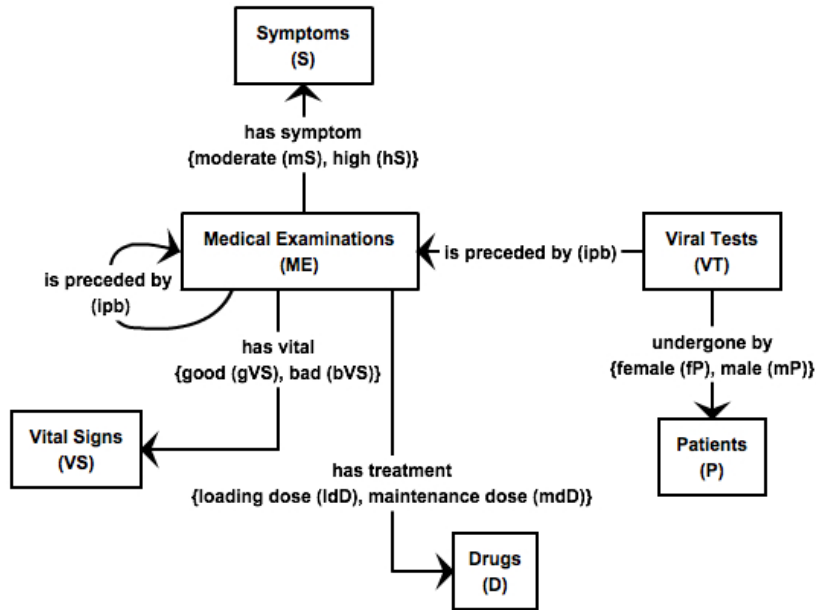 Symptoms
(S)
has symptom
{moderate (mS), high (hS)}
Medical Examinations
(ME)
is preceded by (ipb)
Viral Tests
(VT)
is preceded by
(ipb)
has vital
{good (gVS), bad (bVS)}
undergone by
{female (fP), male (mP)}
Vital Signs
(VS)
Patients
(P)
has treatment
{loading dose (ldD), maintenance dose (mdD)}
Drugs
(D)